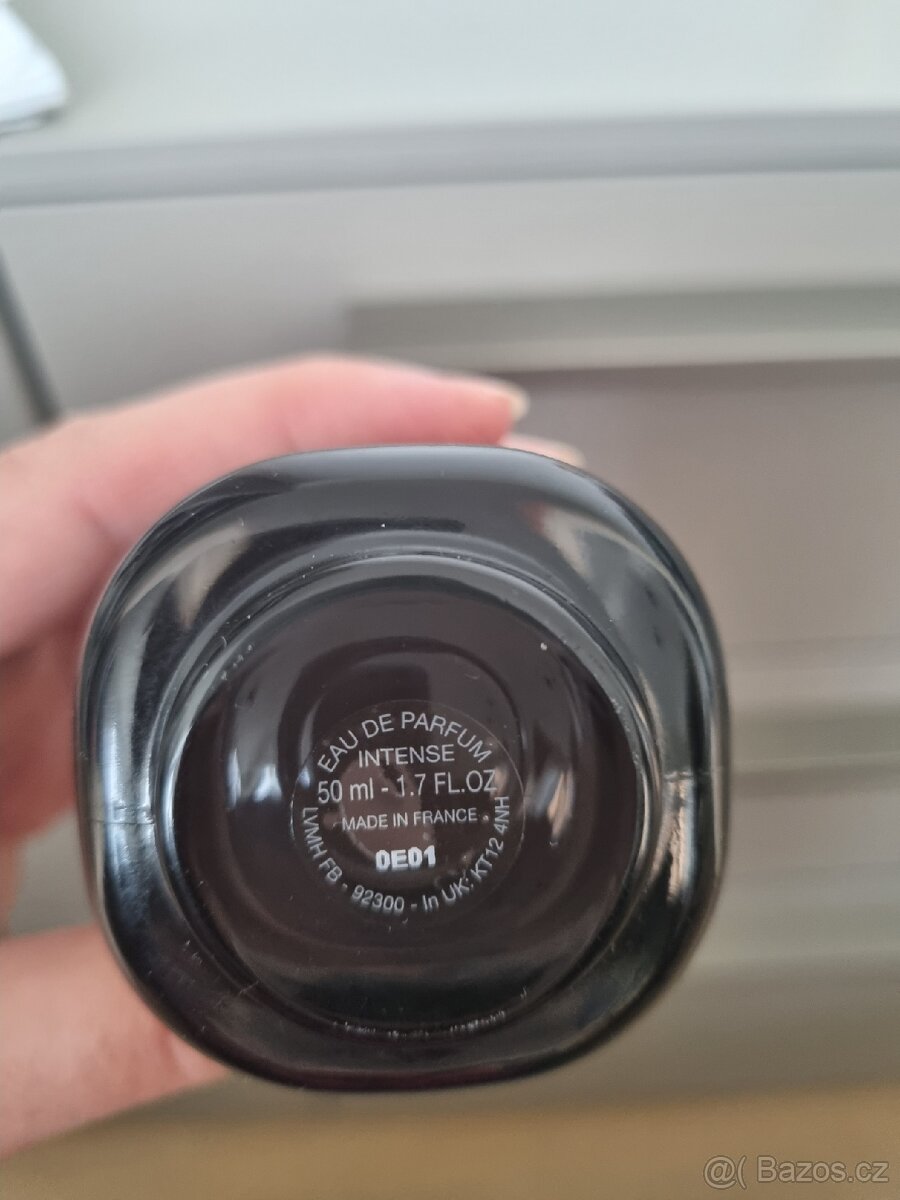 EAU DE PARFUM
INTENSE
50 ml - 1.7 FL.OZ
MADE IN FRANCE
0E01
LVMH FB - 92300 - In UK: KT12 4NH
@( Bazos.cz